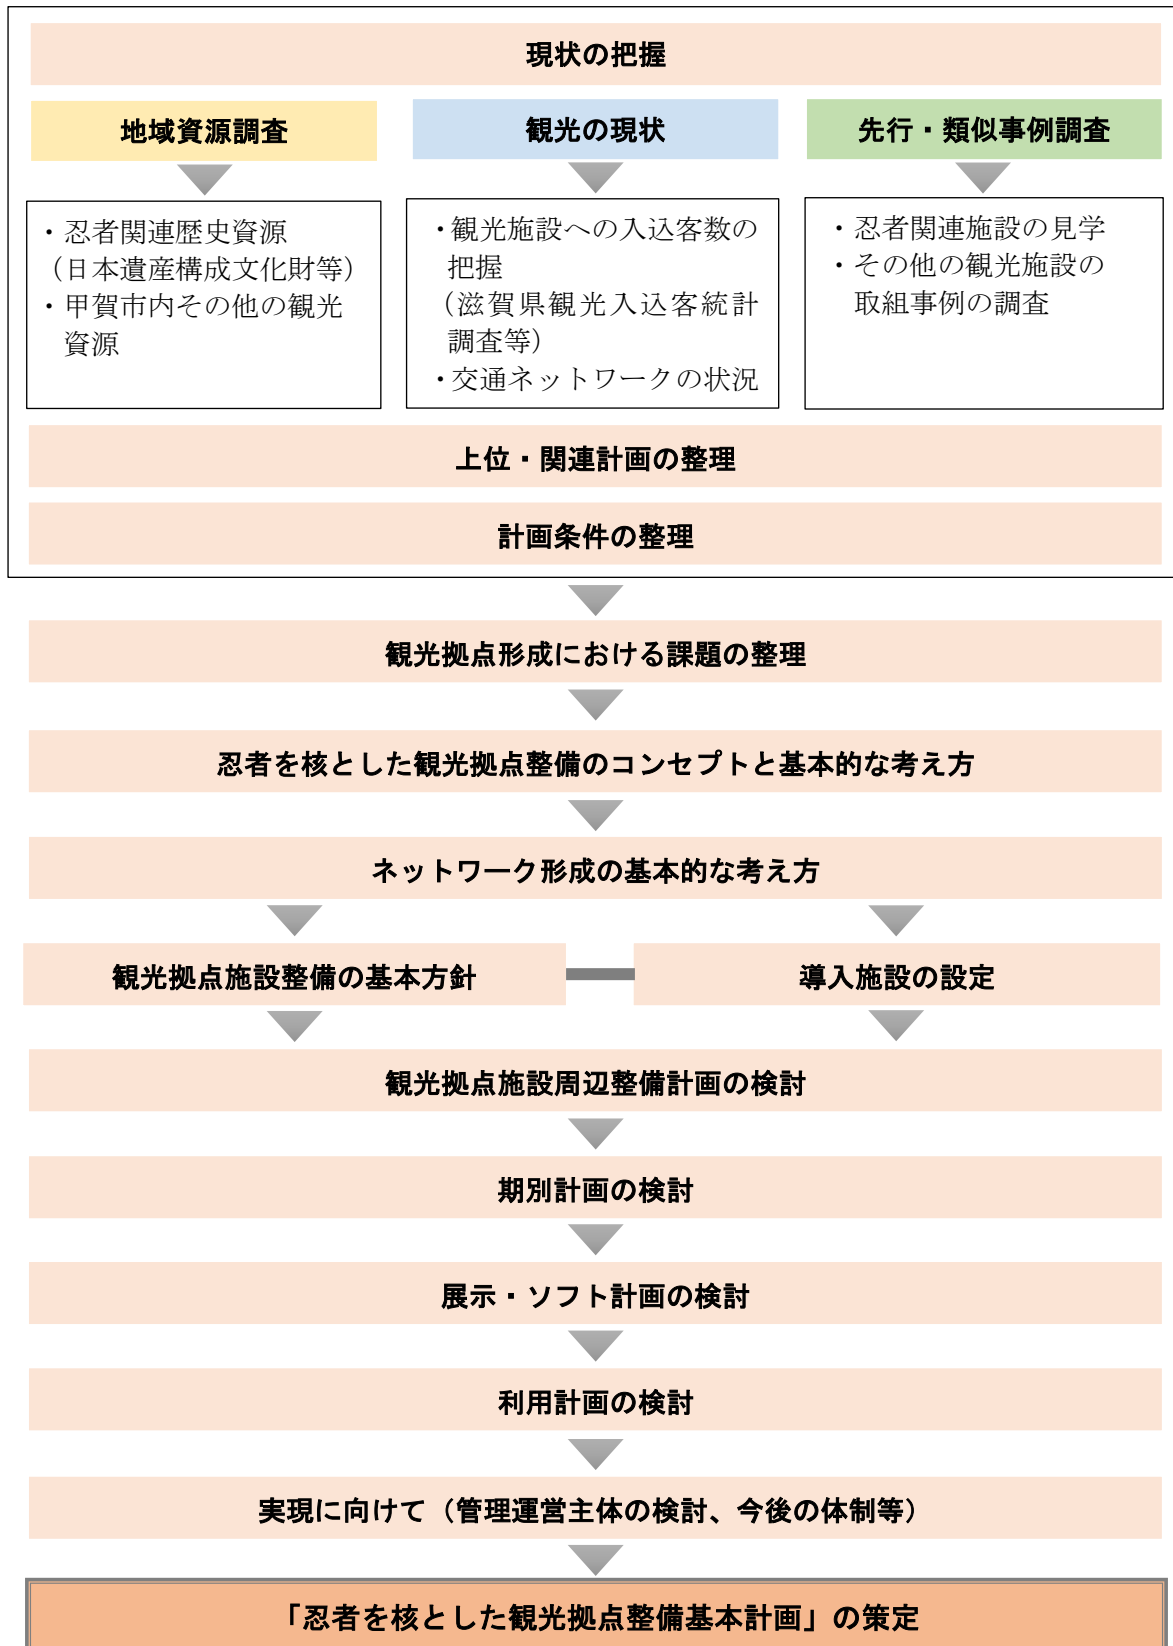 現状の把握
地域資源調査
観光の現状
先行・類似事例調査
・忍者関連歴史資源
（日本遺産構成文化財等）
・甲賀市内その他の観光
資源
・観光施設への入込客数の
把握
（滋賀県観光入込客統計
調査等）
・交通ネットワークの状況
・忍者関連施設の見学
・その他の観光施設の
取組事例の調査
上位・関連計画の整理
計画条件の整理
観光拠点形成における課題の整理
忍者を核とした観光拠点整備のコンセプトと基本的な考え方
ネットワーク形成の基本的な考え方
観光拠点施設整備の基本方針
導入施設の設定
観光拠点施設周辺整備計画の検討
期別計画の検討
展示・ソフト計画の検討
利用計画の検討
実現に向けて（管理運営主体の検討、今後の体制等）
「忍者を核とした観光拠点整備基本計画」の策定